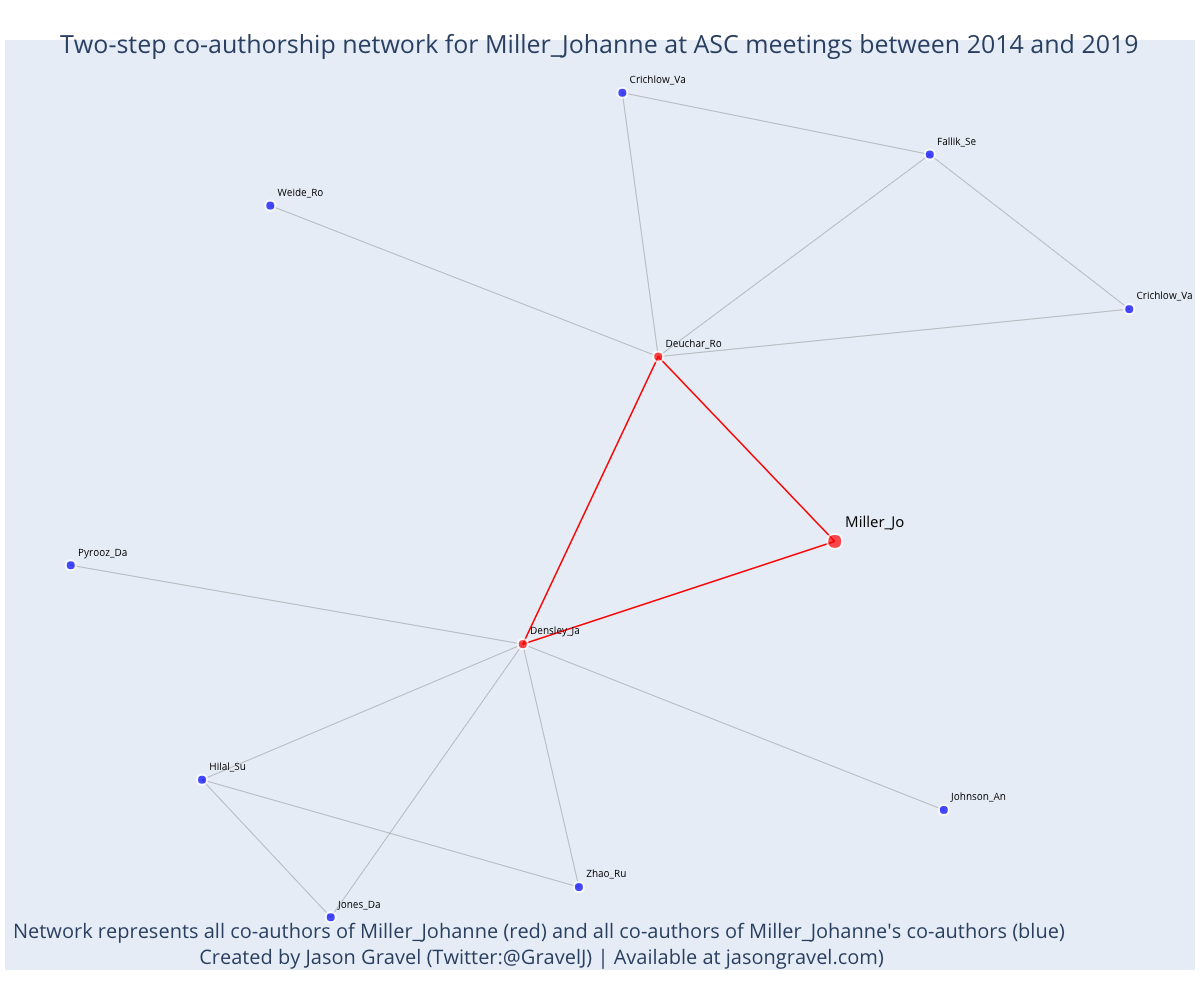 Two-step co-authorship network for Miller_Johanne at ASC meetings between 2014 and 2019
Crichlow_Va
Fallik_Se
Weide_Ro
Crichlow_Va
Deuchar_Ro
Miller_Jo
Pyrooz_Da
Densley_Ja
Hilal_Su
Johnson_An
Zhao_Ru
Jones_Da
Network represents all co-authors of Miller_Johanne (red) and all co-authors of Miller_Johanne's co-authors (blue)
Created by Jason Gravel (Twitter:@GravelJ) | Available at jasongravel.com)